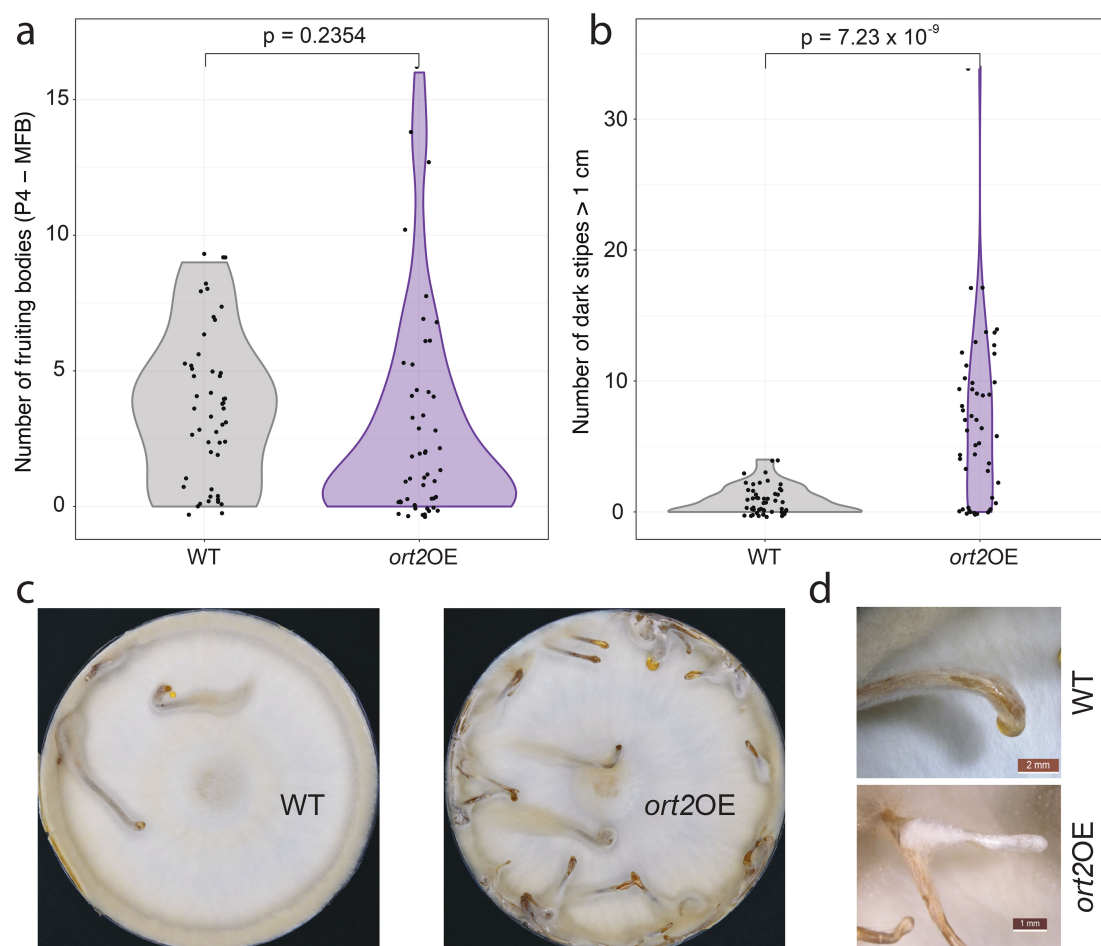 a
p = 0.2354
Number of fruiting bodies (P4 – MFB)
15
10
5
0
WT
ort2OE
b
p = 7.23 x 10-9
Number of dark stipes > 1 cm
30
20
10
0
WT
ort2OE
c
WT
ort2OE
d
2 mm
WT
1 mm
ort2OE